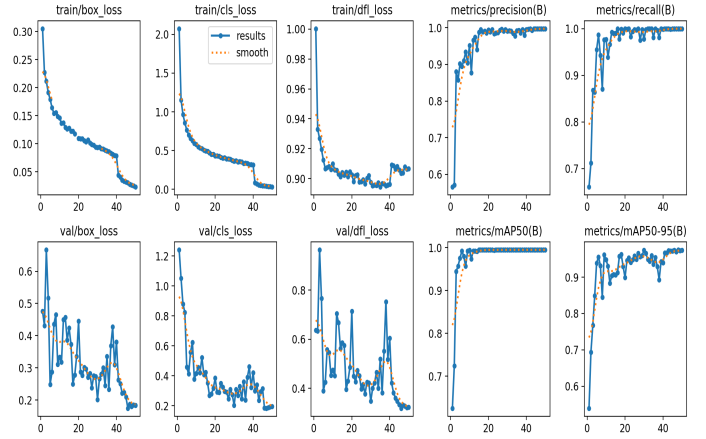 train/box_loss
train/cls_loss
train/dfl_loss
metrics/precision(B)
metrics/recall(B)
0.30
0.25
0.20
0.15
0.10
0.05
0 20 40
2.0
1.5
1.0
0.5
0.0
results
smooth
0 20 40
1.00
0.98
0.96
0.94
0.92
0.90
0 20 40
1.0
0.9
0.8
0.7
0.6
0 20 40
1.0
0.9
0.8
0.7
0 20 40
val/box_loss
val/cls_loss
val/dfl_loss
metrics/mAP50(B)
metrics/mAP50-95(B)
0.6
0.5
0.4
0.3
0.2
0 20 40
1.2
1.0
0.8
0.6
0.4
0.2
0 20 40
0.8
0.6
0.4
0 20 40
1.0
0.9
0.8
0.7
0 20 40
0.9
0.8
0.7
0.6
0 20 40